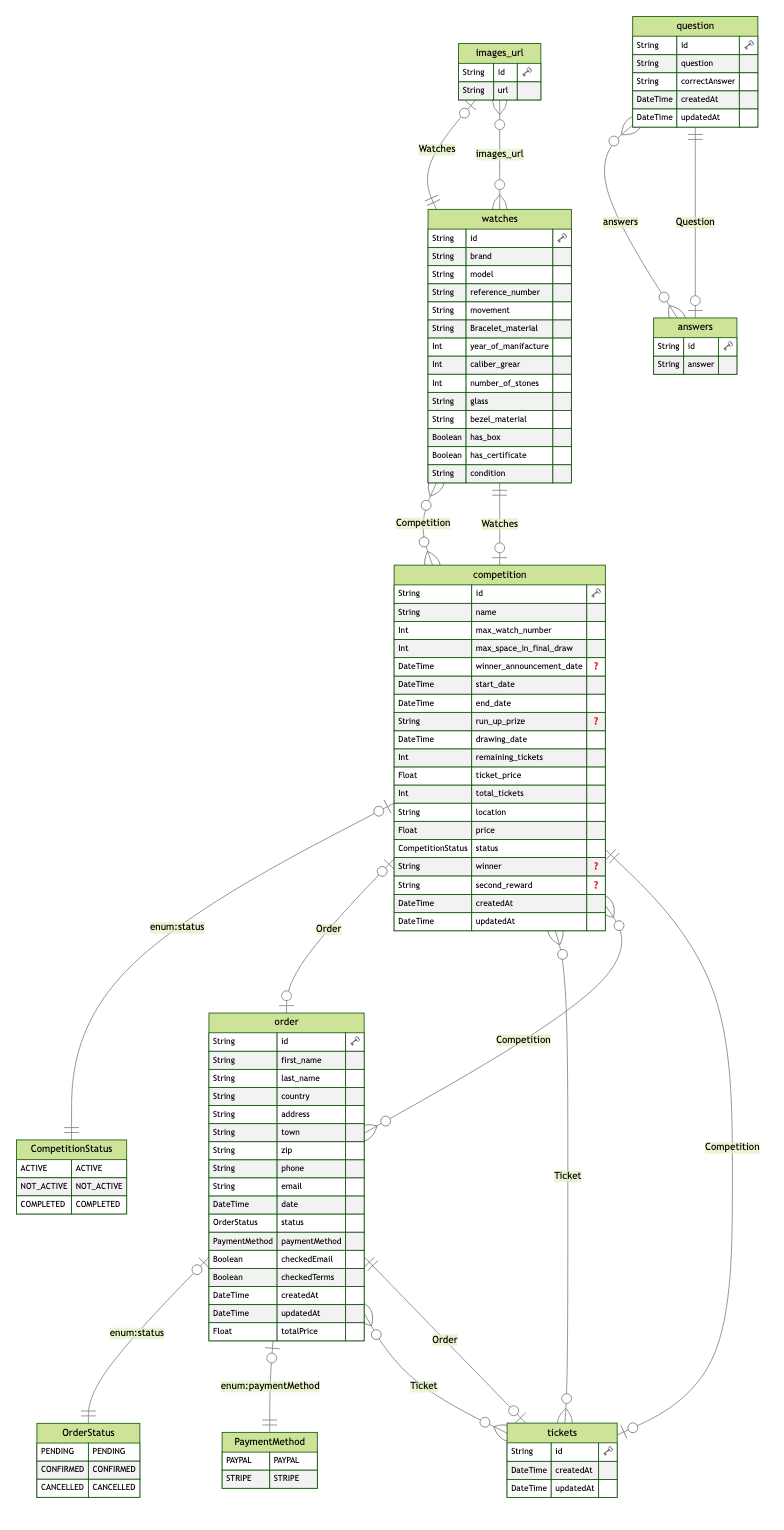 question
String id
String question
String correctAnswer
DateTime createdAt
DateTime updatedAt
images_url
String id
String url
Watches
images_url
answers
Question
watches
String id
String brand
String model
String reference_number
String movement
String Bracelet_material
Int year_of_manifacture
Int caliber_grear
Int number_of_stones
String glass
String bezel_material
Boolean has_box
Boolean has_certificate
String condition
answers
String id
String answer
Competition
Watches
competition
String id
String name
Int max_watch_number
Int max_space_in_final_draw
DateTime winner_announcement_date ?
DateTime start_date
DateTime end_date
String run_up_prize ?
DateTime drawing_date
Int remaining_tickets
Float ticket_price
Int total_tickets
String location
Float price
CompetitionStatus status
String winner ?
String second_reward ?
DateTime createdAt
DateTime updatedAt
enum:status
Order
Competition
Ticket
Competition
order
String id
String first_name
String last_name
String country
String address
String town
String zip
String phone
String email
DateTime date
OrderStatus status
PaymentMethod paymentMethod
Boolean checkedEmail
Boolean checkedTerms
DateTime createdAt
DateTime updatedAt
Float totalPrice
CompetitionStatus
ACTIVE ACTIVE
NOT_ACTIVE NOT_ACTIVE
COMPLETED COMPLETED
enum:status
Order
enum:paymentMethod
Ticket
OrderStatus
PENDING PENDING
CONFIRMED CONFIRMED
CANCELLED CANCELLED
PaymentMethod
PAYPAL PAYPAL
STRIPE STRIPE
tickets
String id
DateTime createdAt
DateTime updatedAt